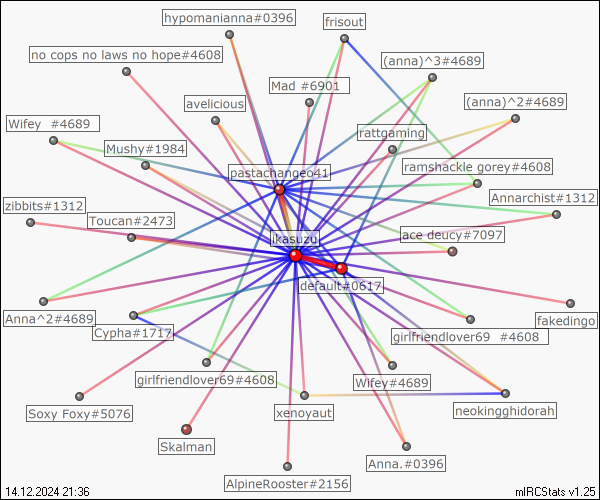 hypomanianna#0396
frisout
no cops no laws no hope#4608
(anna)^3#4689
Mad #6901
(anna)^2#4689
avelicious
Wifey #4689
rattgaming
Mushy#1984
pastachangeo41
ramshackle gorey#4608
Annarchist#1312
zibbits#1312
Toucan#2473
ace deucy#7097
ikasuzu
default#0617
Anna^2#4689
fakedingo
Cypha#1717
girlfriendlover69 #4608
girlfriendlover69#4608
Wifey#4689
Soxy Foxy#5076
xenoyaut
neokingghidorah
Skalman
Anna.#0396
AlpineRooster#2156
14.12.2024 21:36
mIRCStats v1.25